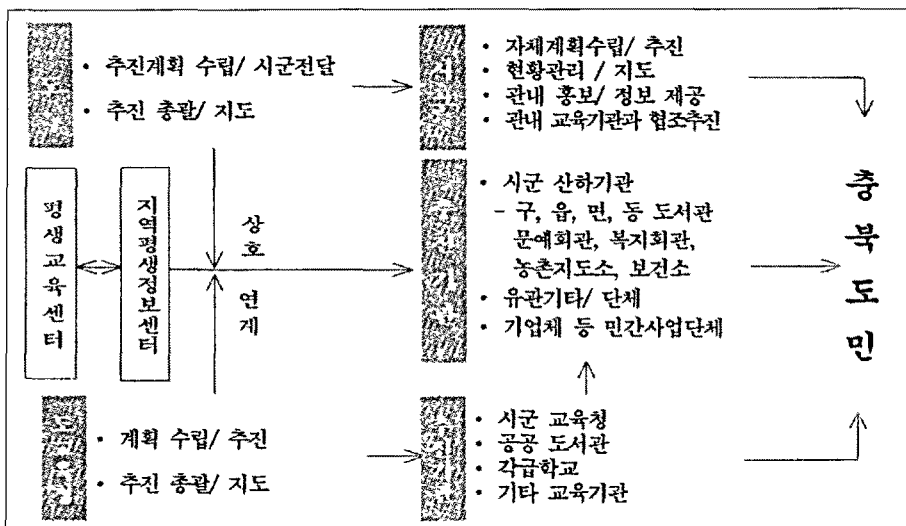 • 추진계획 수립/ 시군전달
• 추진 총괄/ 지도
• 자체계획수립/ 추진
• 현황관리 / 지도
• 관내 홍보/ 정보 제공
• 관내 교육기관과 협조추진
평생교육센터
지역평생정보센터
상호
연계
• 시군 산하기관
- 구, 읍, 면, 동 도서관
문예회관, 복지회관,
농촌지도소, 보건소
• 유관기타/ 단체
• 기업체 등 민간사업단체
충북도민
• 계획 수립/ 추진
• 추진 총괄/ 지도
• 시군 교육청
• 공공 도서관
• 각급학교
• 기타 교육기관